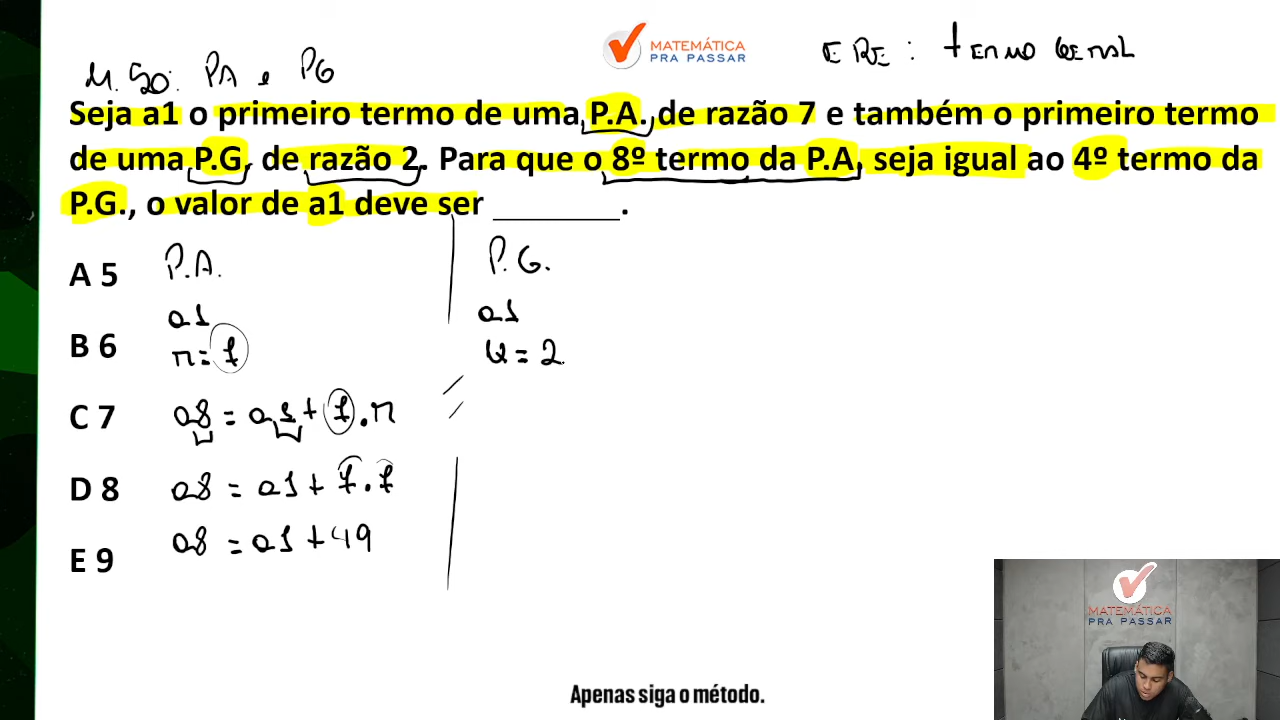 M. SO: PA e PG
MATEMÁTICA
PRA PASSAR
E RE: termo geral
Seja a1 o primeiro termo de uma P.A. de razão 7 e também o primeiro termo
de uma P.G. de razão 2. Para que o 8º termo da P.A. seja igual ao 4º termo da
P.G., o valor de a1 deve ser ________.
A 5
B 6
C 7
D 8
E 9
P.A.
a1
r = 7
a8 = a1 + 7.r
a8 = a1 + 7.7
a8 = a1 + 49
P.G.
a1
q = 2
MATEMÁTICA
PRA PASSAR
Apenas siga o método.